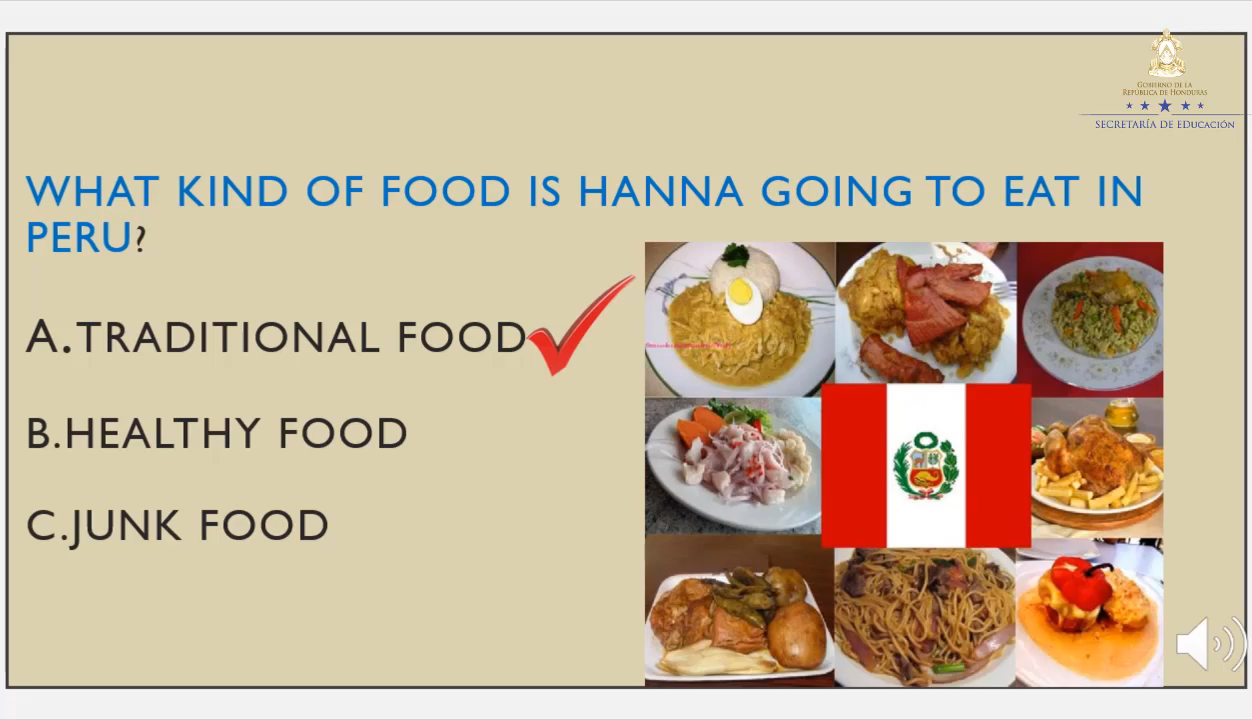 GOBIERNO DE LA
REPÚBLICA DE HONDURAS
SECRETARÍA DE EDUCACIÓN
WHAT KIND OF FOOD IS HANNA GOING TO EAT IN
PERU?
A.TRADITIONAL FOOD
B.HEALTHY FOOD
C.JUNK FOOD